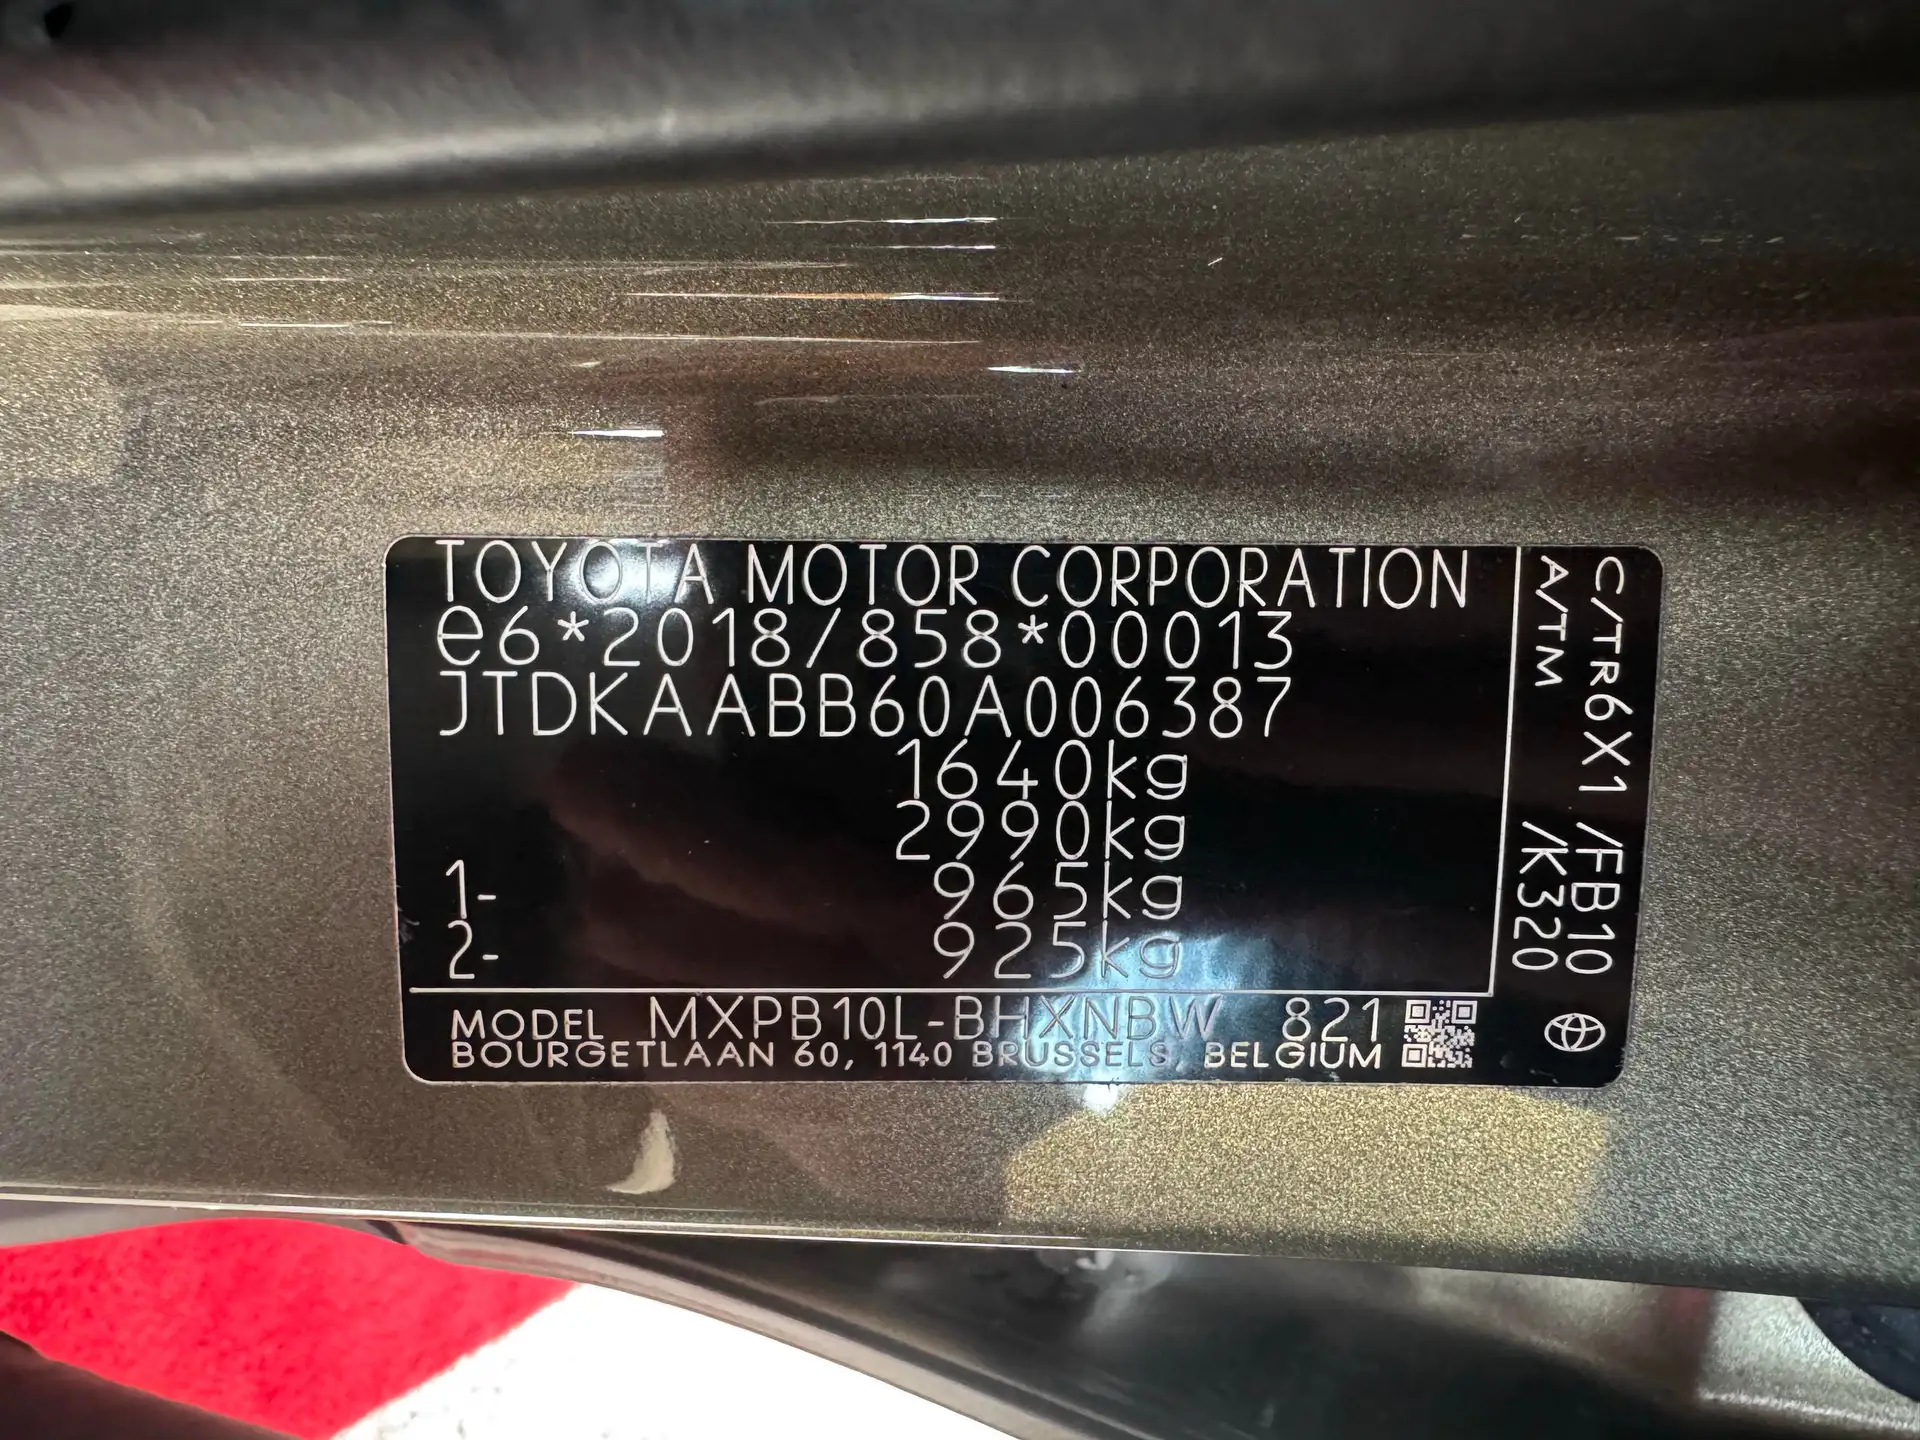 TOYOTA MOTOR CORPORATION
e6*2018/858*00013
JTDKAABB60A006387
1640kg
2990kg
1- 965kg
2- 925kg
MODEL MXPB10L-BHXNBW 821
BOURGETLAAN 60, 1140 BRUSSELS, BELGIUM
C/TR6X1 /FB10
A/TM /K320